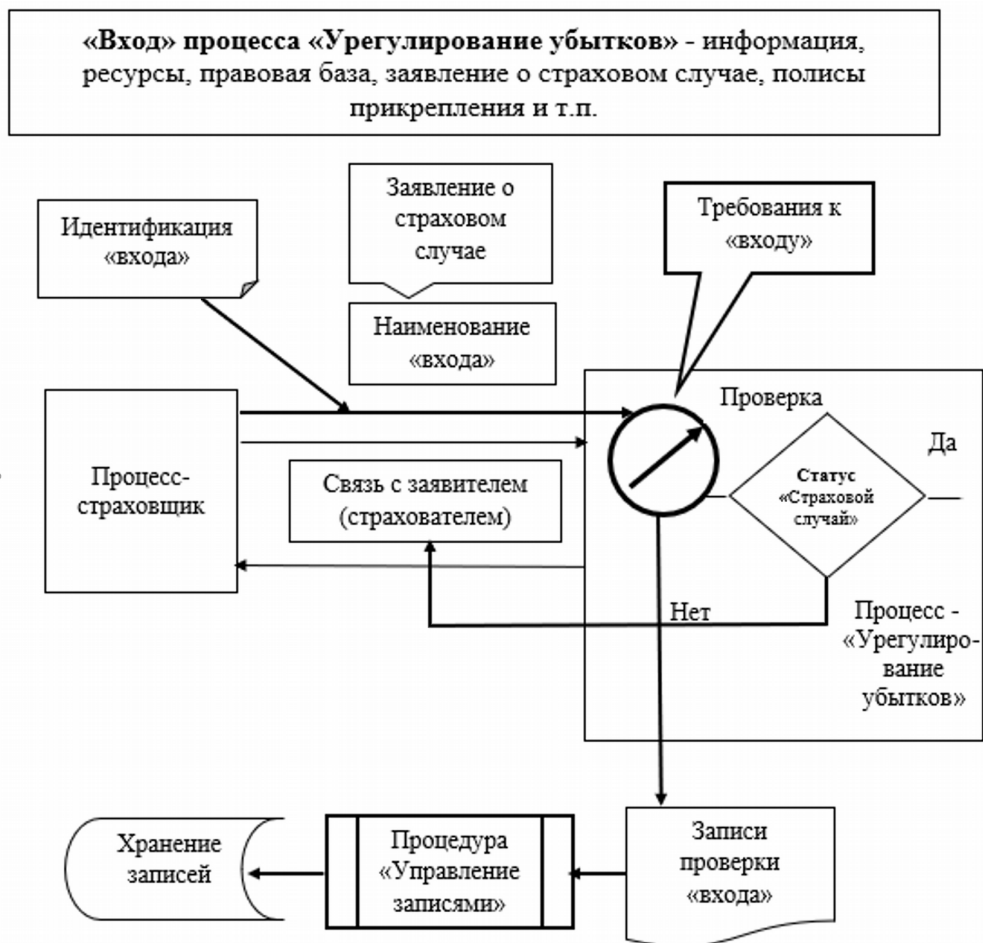 «Вход» процесса «Урегулирование убытков» - информация,
ресурсы, правовая база, заявление о страховом случае, полисы
прикрепления и т.п.
Идентификация
«входа»
Заявление о
страховом
случае
Требования к
«входу»
Наименование
«входа»
Проверка
Да
Процесс-
страховщик
Связь с заявителем
(страхователем)
Статус
«Страховой
случай»
Нет
Процесс -
«Урегулиро-
вание
убытков»
Хранение
записей
Процедура
«Управление
записями»
Записи
проверки
«входа»